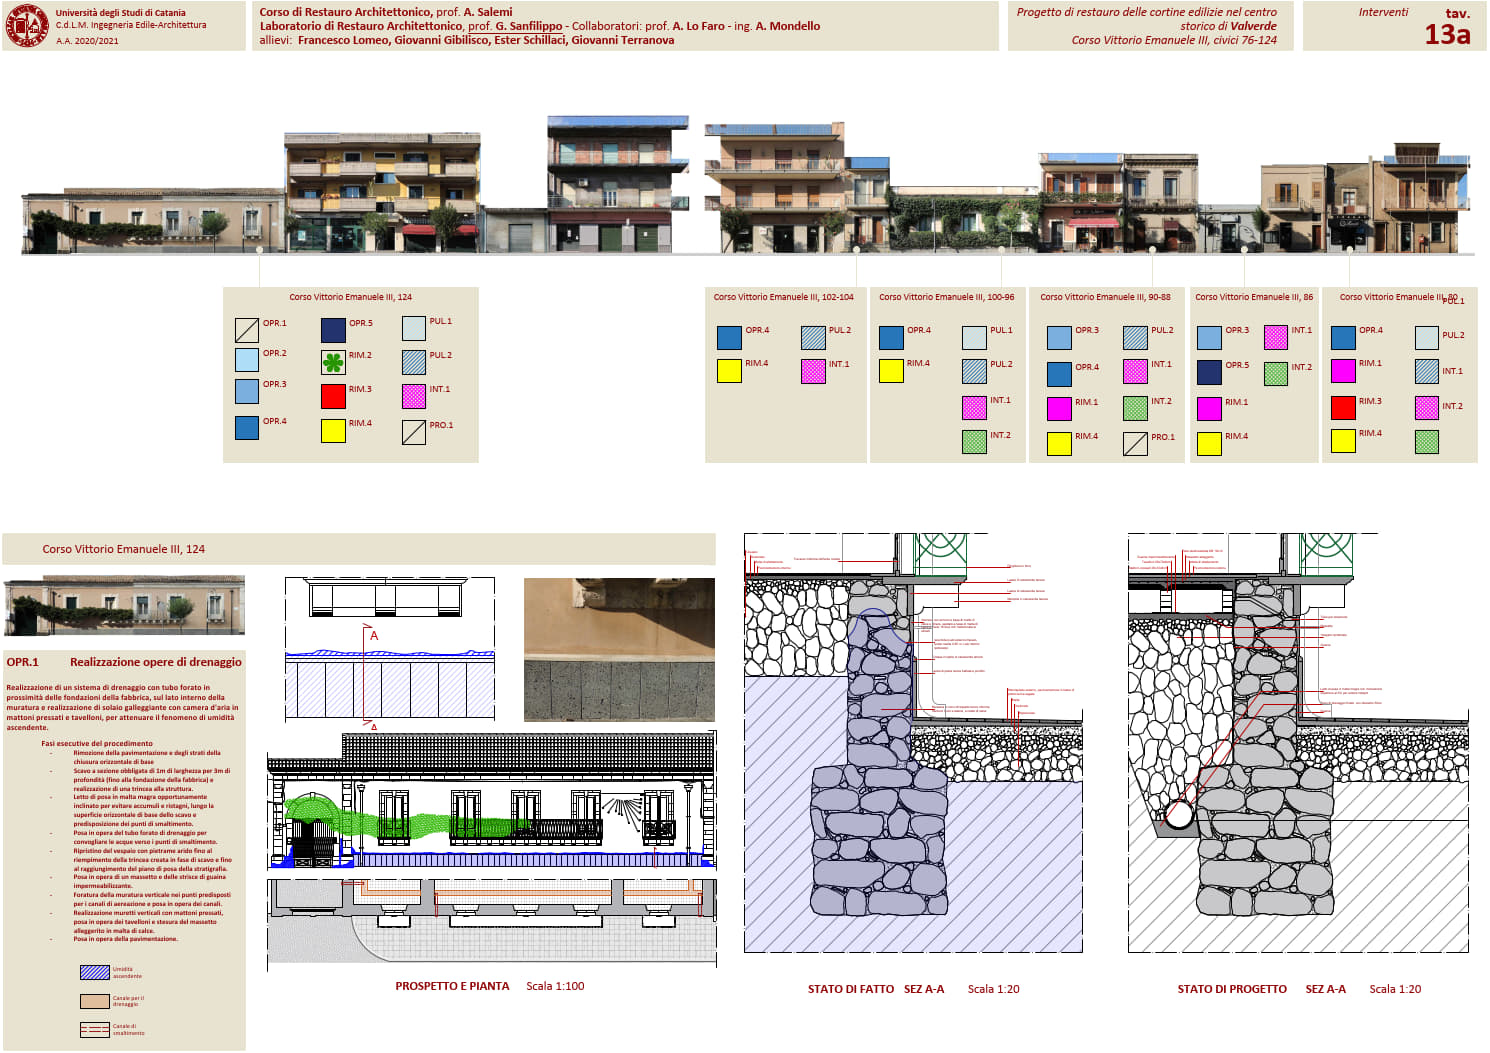 Università degli Studi di Catania
C.d.L.M. Ingegneria Edile-Architettura
A.A. 2020/2021
Corso di Restauro Architettonico, prof. A. Salemi
Laboratorio di Restauro Architettonico, prof. G. Sanfilippo - Collaboratori: prof. A. Lo Faro - ing. A. Mondello
allievi: Francesco Lomeo, Giovanni Gibilisco, Ester Schillaci, Giovanni Terranova
Progetto di restauro delle cortine edilizie nel centro
storico di Valverde
Corso Vittorio Emanuele III, civici 76-124
Interventi
tav.
13a
Corso Vittorio Emanuele III, 124
OPR.1
OPR.2
OPR.3
OPR.4
OPR.5
RIM.2
RIM.3
RIM.4
PUL.1
PUL.2
INT.1
PRO.1
Corso Vittorio Emanuele III, 102-104
OPR.4
RIM.4
PUL.2
INT.1
Corso Vittorio Emanuele III, 100-96
OPR.4
RIM.4
PUL.1
PUL.2
INT.1
INT.2
Corso Vittorio Emanuele III, 90-88
OPR.3
OPR.4
RIM.1
RIM.4
PUL.2
INT.1
INT.2
PRO.1
Corso Vittorio Emanuele III, 86
OPR.3
OPR.5
RIM.1
RIM.4
INT.1
INT.2
Corso Vittorio Emanuele III, 80
OPR.4
RIM.1
RIM.3
RIM.4
PUL.1
PUL.2
INT.1
INT.2
Corso Vittorio Emanuele III, 124
OPR.1 Realizzazione opere di drenaggio
Realizzazione di un sistema di drenaggio con tubo forato in
prossimità delle fondazioni della fabbrica, sul lato interno della
muratura e realizzazione di solaio galleggiante con camera d'aria in
mattoni pressati e tavelloni, per attenuare il fenomeno di umidità
ascendente.
Fasi esecutive del procedimento
- Rimozione della pavimentazione e degli strati della
chiusura orizzontale di base
- Scavo a sezione obbligata di 1m di larghezza per 3m di
profondità (fino alla fondazione della fabbrica) e
realizzazione di una trincea alla struttura.
- Letto di posa in malta magra opportunamente
inclinato per evitare accumuli e ristagni, lungo la
superficie orizzontale di base dello scavo e
predisposizione dei punti di smaltimento.
- Posa in opera del tubo forato di drenaggio per
convogliare le acque verso i punti di smaltimento.
- Ripristino del vespaio con pietrame arido fino al
riempimento della trincea creata in fase di scavo e fino
al raggiungimento del piano di posa della stratigrafia.
- Posa in opera di un massetto e delle strisce di guaina
impermeabilizzante.
- Foratura della muratura verticale nei punti predisposti
per i canali di aereazione e posa in opera dei canali.
- Realizzazione muretti verticali con mattoni pressati,
posa in opera dei tavelloni e stesura del massetto
alleggerito in malta di calce.
- Posa in opera della pavimentazione.
Umidità
ascendente
Canale per il
drenaggio
Canale di
smaltimento
A
A
PROSPETTO E PIANTA Scala 1:100
STATO DI FATTO SEZ A-A Scala 1:20
STATO DI PROGETTO SEZ A-A Scala 1:20